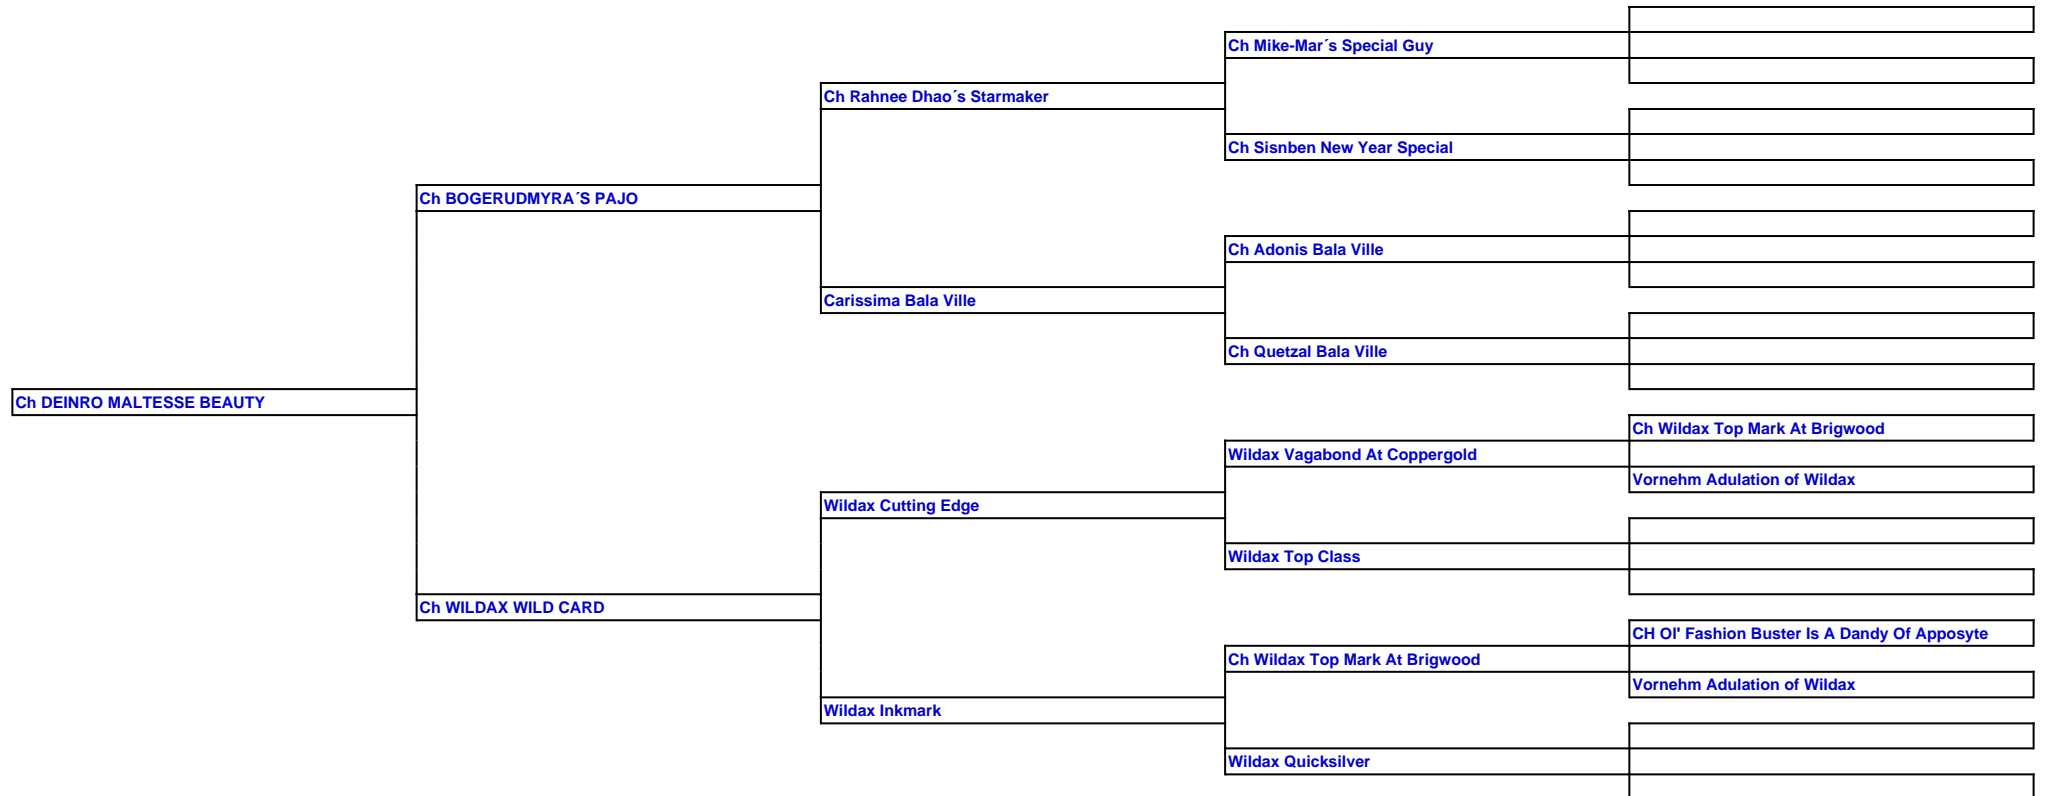 Ch Mike-Mar´s Special Guy
Ch Rahnee Dhao´s Starmaker
Ch Sisnben New Year Special
Ch BOGERUDMYRA´S PAJO
Ch Adonis Bala Ville
Carissima Bala Ville
Ch Quetzal Bala Ville
Ch DEINRO MALTESSE BEAUTY
Ch Wildax Top Mark At Brigwood
Wildax Vagabond At Coppergold
Vornehm Adulation of Wildax
Wildax Cutting Edge
Wildax Top Class
Ch WILDAX WILD CARD
CH Ol' Fashion Buster Is A Dandy Of Apposyte
Ch Wildax Top Mark At Brigwood
Vornehm Adulation of Wildax
Wildax Inkmark
Wildax Quicksilver